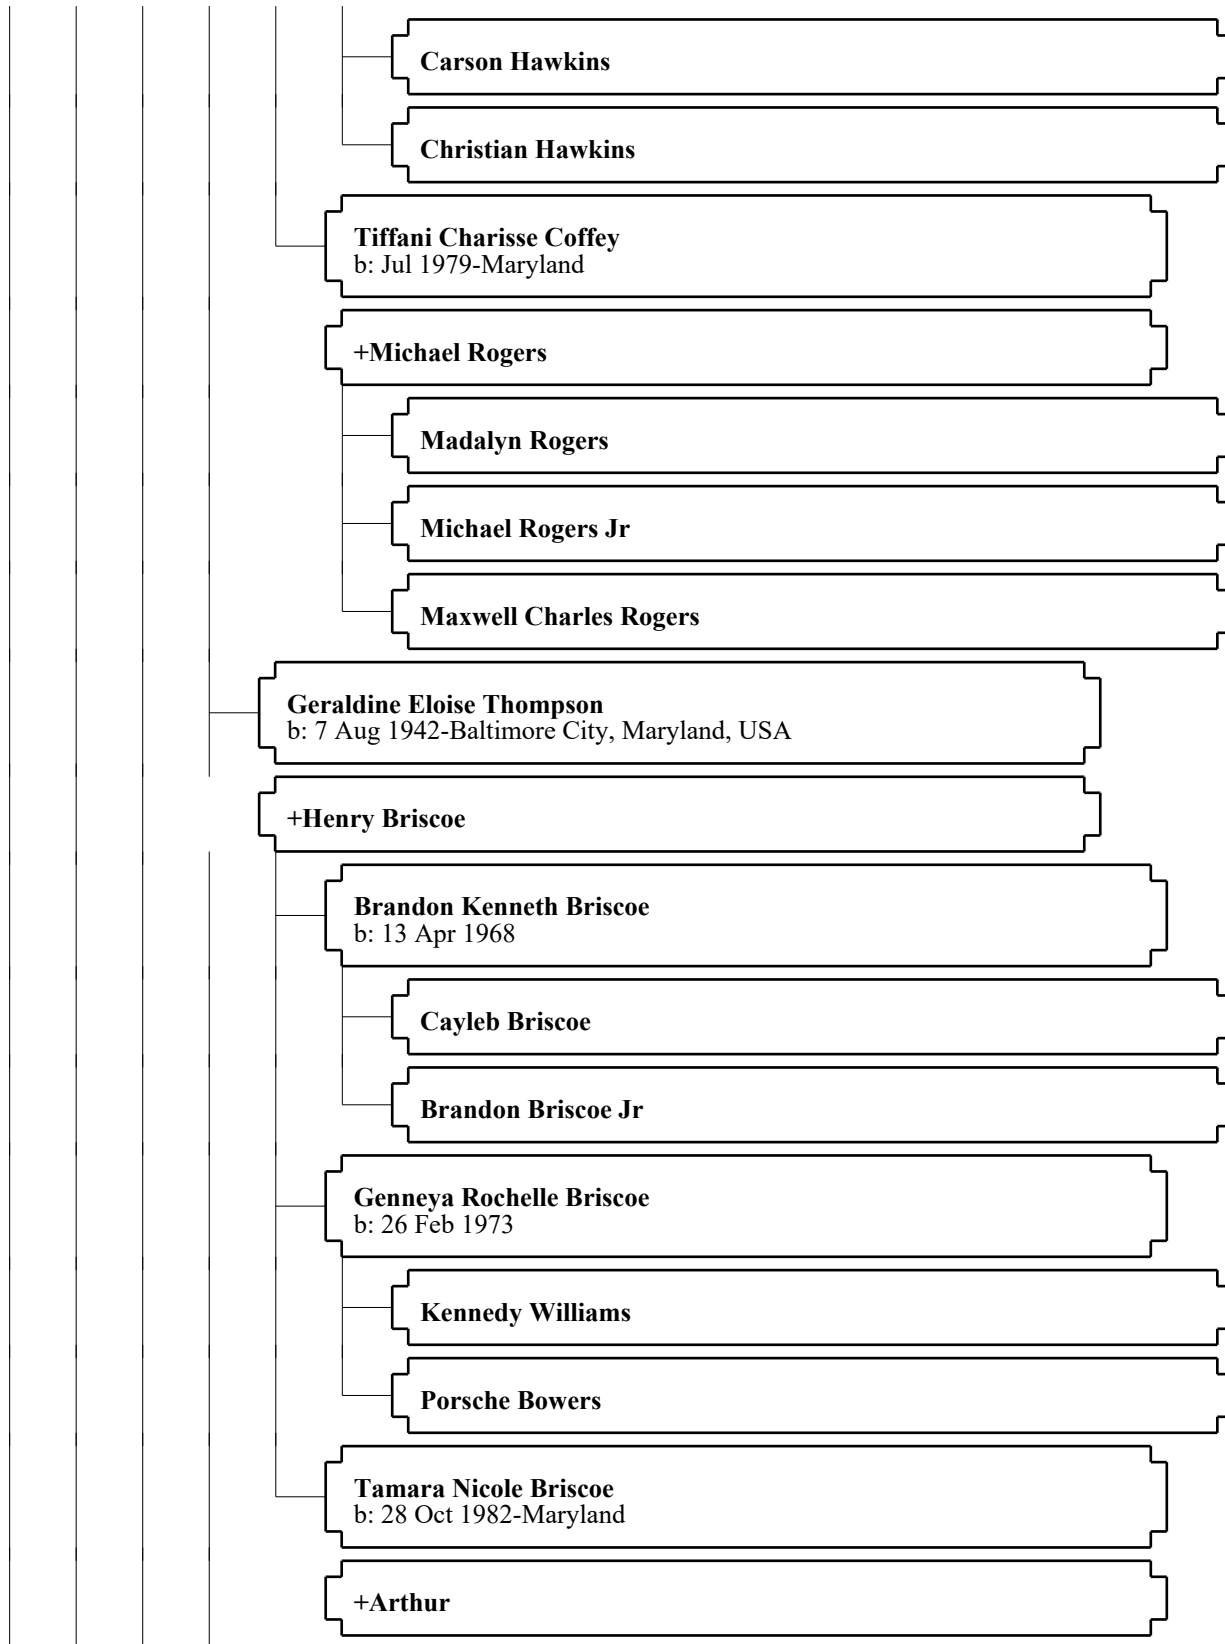 Carson Hawkins
Christian Hawkins
Tiffani Charisse Coffey
b: Jul 1979-Maryland
+Michael Rogers
Madalyn Rogers
Michael Rogers Jr
Maxwell Charles Rogers
Geraldine Eloise Thompson
b: 7 Aug 1942-Baltimore City, Maryland, USA
+Henry Briscoe
Brandon Kenneth Briscoe
b: 13 Apr 1968
Cayleb Briscoe
Brandon Briscoe Jr
Genneya Rochelle Briscoe
b: 26 Feb 1973
Kennedy Williams
Porsche Bowers
Tamara Nicole Briscoe
b: 28 Oct 1982-Maryland
+Arthur